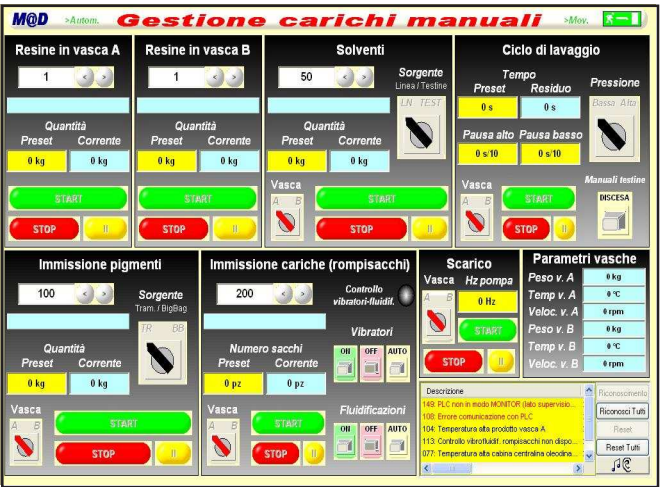 M@D >Autom. Gestione carichi manuali >Mov.
Resine in vasca A
1
Quantità
Preset Corrente
0 kg 0 kg
START
STOP II
Resine in vasca B
1
Quantità
Preset Corrente
0 kg 0 kg
START
STOP II
Solventi
50
Sorgente
Linea / Testine
LN TEST
Quantità
Preset Corrente
0 kg 0 kg
Vasca
A B
START
STOP II
Ciclo di lavaggio
Tempo
Preset Residuo
0 s 0 s
Pressione
Bassa Alta
Pausa alto Pausa basso
0 s/10 0 s/10
Vasca
A B
START
STOP II
Manuali testine
DISCESA
Immissione pigmenti
100
Sorgente
Tram. / BigBag
TR BB
Quantità
Preset Corrente
0 kg 0 kg
Vasca
A B
START
STOP II
Immissione cariche (rompisacchi)
200
Controllo
vibratori-fluidif.
Vibratori
ON OFF AUTO
Numero sacchi
Preset Corrente
0 pz 0 pz
Fluidificazioni
ON OFF AUTO
Vasca
A B
START
STOP II
Scarico
Vasca Hz pompa
A B
0 Hz
START
STOP II
Parametri vasche
Peso v. A 0 kg
Temp v. A 0 °C
Veloc. v. A 0 rpm
Peso v. B 0 kg
Temp v. B 0 °C
Veloc. v. B 0 rpm
Descrizione
149: PLC non in modo MONITOR (lato supervisio...
108: Errore comunicazione con PLC
104: Temperatura alta prodotto vasca A
113: Controllo vibrofluidif. rompisacchi non dispo...
077: Temperatura alta cabina centralina oleodina...
Riconoscimento
Riconosci Tutti
Reset
Reset Tutti